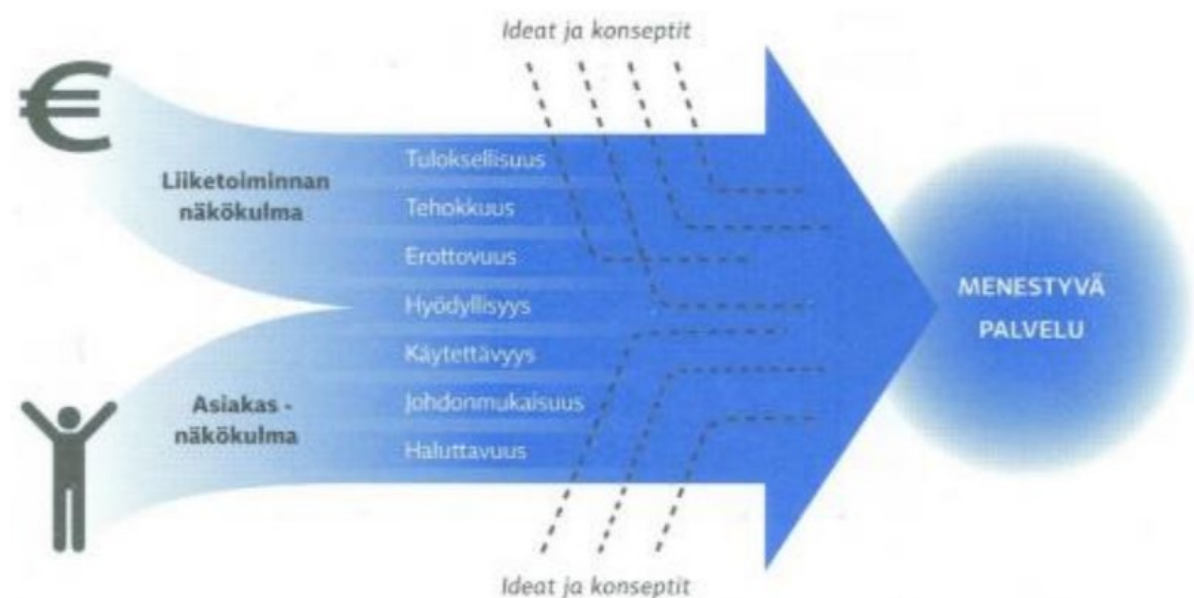 Ideat ja konseptit
€
Liiketoiminnan
näkökulma
Tuloksellisuus
Tehokkuus
Erottovuus
Hyödyllisyys
Käytettävyys
Johdonmukaisuus
Haluttavuus
Asiakas -
näkökulma
MENESTYVÄ
PALVELU
Ideat ja konseptit